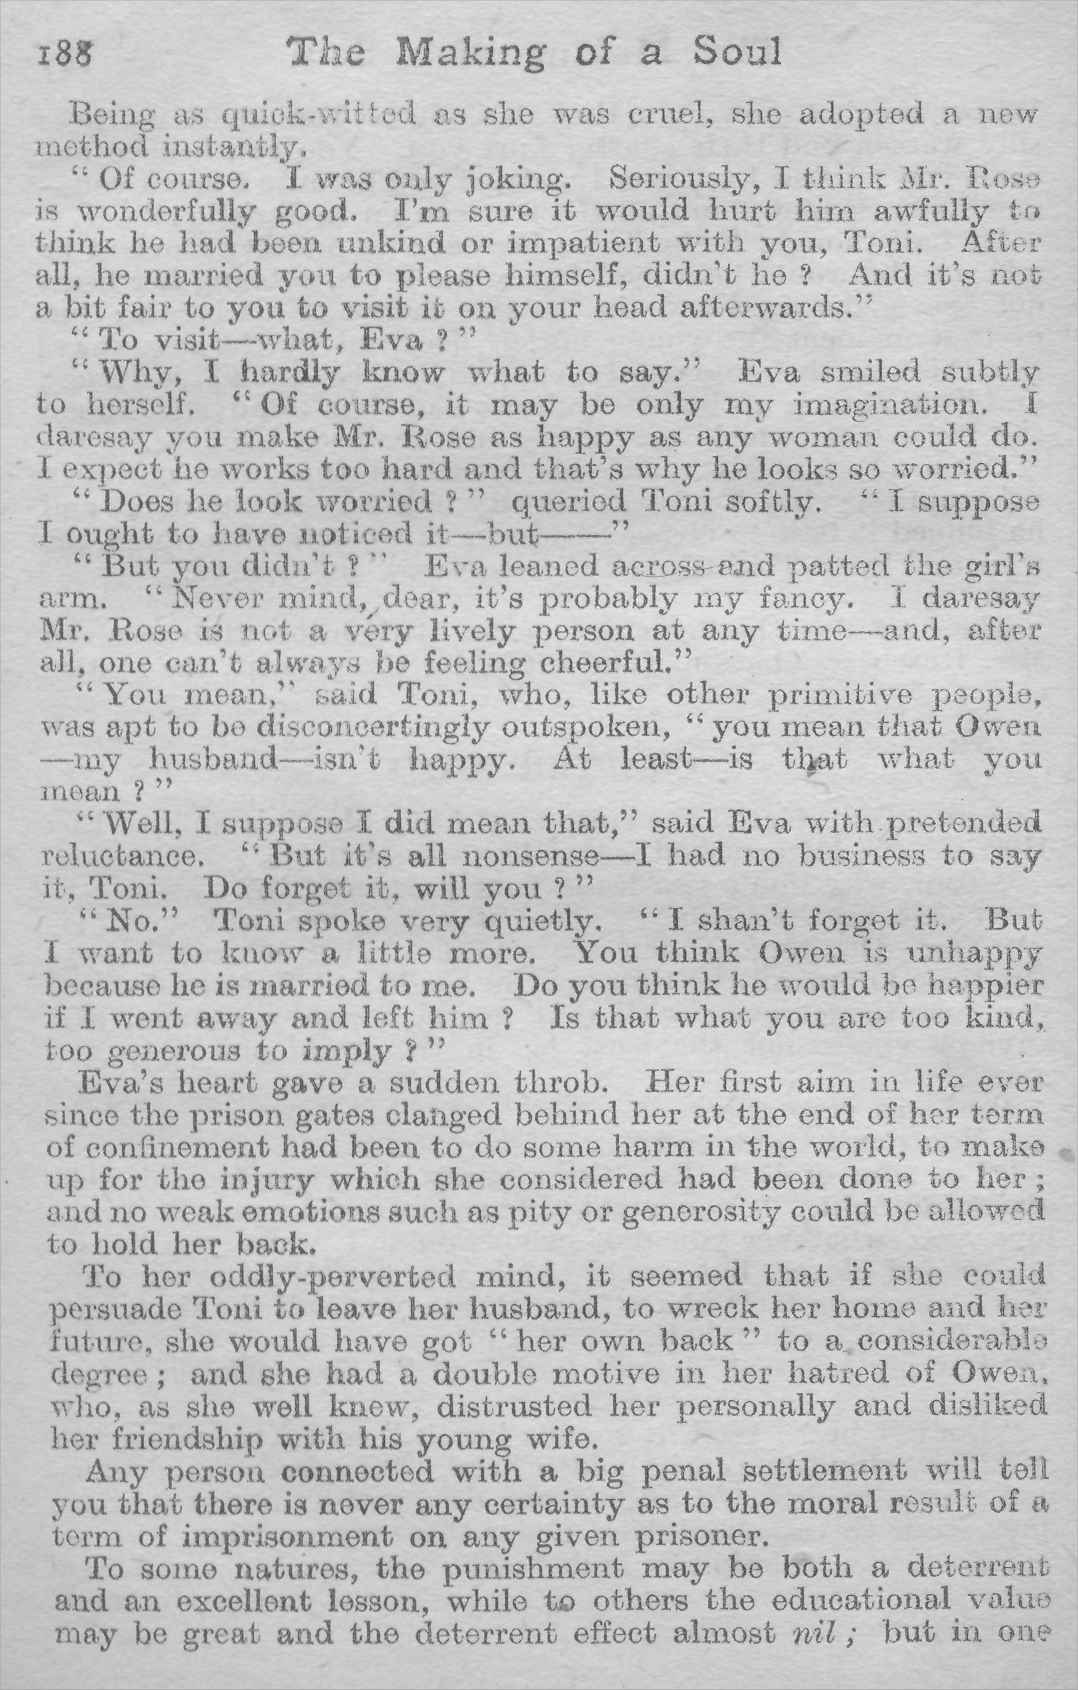 188 The Making of a Soul
Being as quick-witted as she was cruel, she adopted a new
method instantly.
“ Of course. I was only joking. Seriously, I think Mr. Rose
is wonderfully good. I’m sure it would hurt him awfully to
think he had been unkind or impatient with you, Toni. After
all, he married you to please himself, didn’t he ? And it’s not
a bit fair to you to visit it on your head afterwards.”
“ To visit—what, Eva ? ”
“ Why, I hardly know what to say.” Eva smiled subtly
to herself. “ Of course, it may be only my imagination. I
daresay you make Mr. Rose as happy as any woman could do.
I expect he works too hard and that’s why he looks so worried.”
“ Does he look worried ? ” queried Toni softly. “ I suppose
I ought to have noticed it—but——”
“ But you didn’t ? ” Eva leaned across and patted the girl’s
arm. “ Never mind, dear, it’s probably my fancy. I daresay
Mr. Rose is not a very lively person at any time—and, after
all, one can’t always be feeling cheerful.”
“ You mean,” said Toni, who, like other primitive people,
was apt to be disconcertingly outspoken, “ you mean that Owen
—my husband—isn’t happy. At least—is that what you
mean ? ”
“ Well, I suppose I did mean that,” said Eva with pretended
reluctance. “ But it’s all nonsense—I had no business to say
it, Toni. Do forget it, will you ? ”
“ No.” Toni spoke very quietly. “ I shan’t forget it. But
I want to know a little more. You think Owen is unhappy
because he is married to me. Do you think he would be happier
if I went away and left him ? Is that what you are too kind,
too generous to imply ? ”
Eva’s heart gave a sudden throb. Her first aim in life ever
since the prison gates clanged behind her at the end of her term
of confinement had been to do some harm in the world, to make
up for the injury which she considered had been done to her ;
and no weak emotions such as pity or generosity could be allowed
to hold her back.
To her oddly-perverted mind, it seemed that if she could
persuade Toni to leave her husband, to wreck her home and her
future, she would have got “ her own back ” to a considerable
degree ; and she had a double motive in her hatred of Owen,
who, as she well knew, distrusted her personally and disliked
her friendship with his young wife.
Any person connected with a big penal settlement will tell
you that there is never any certainty as to the moral result of a
term of imprisonment on any given prisoner.
To some natures, the punishment may be both a deterrent
and an excellent lesson, while to others the educational value
may be great and the deterrent effect almost nil ; but in one